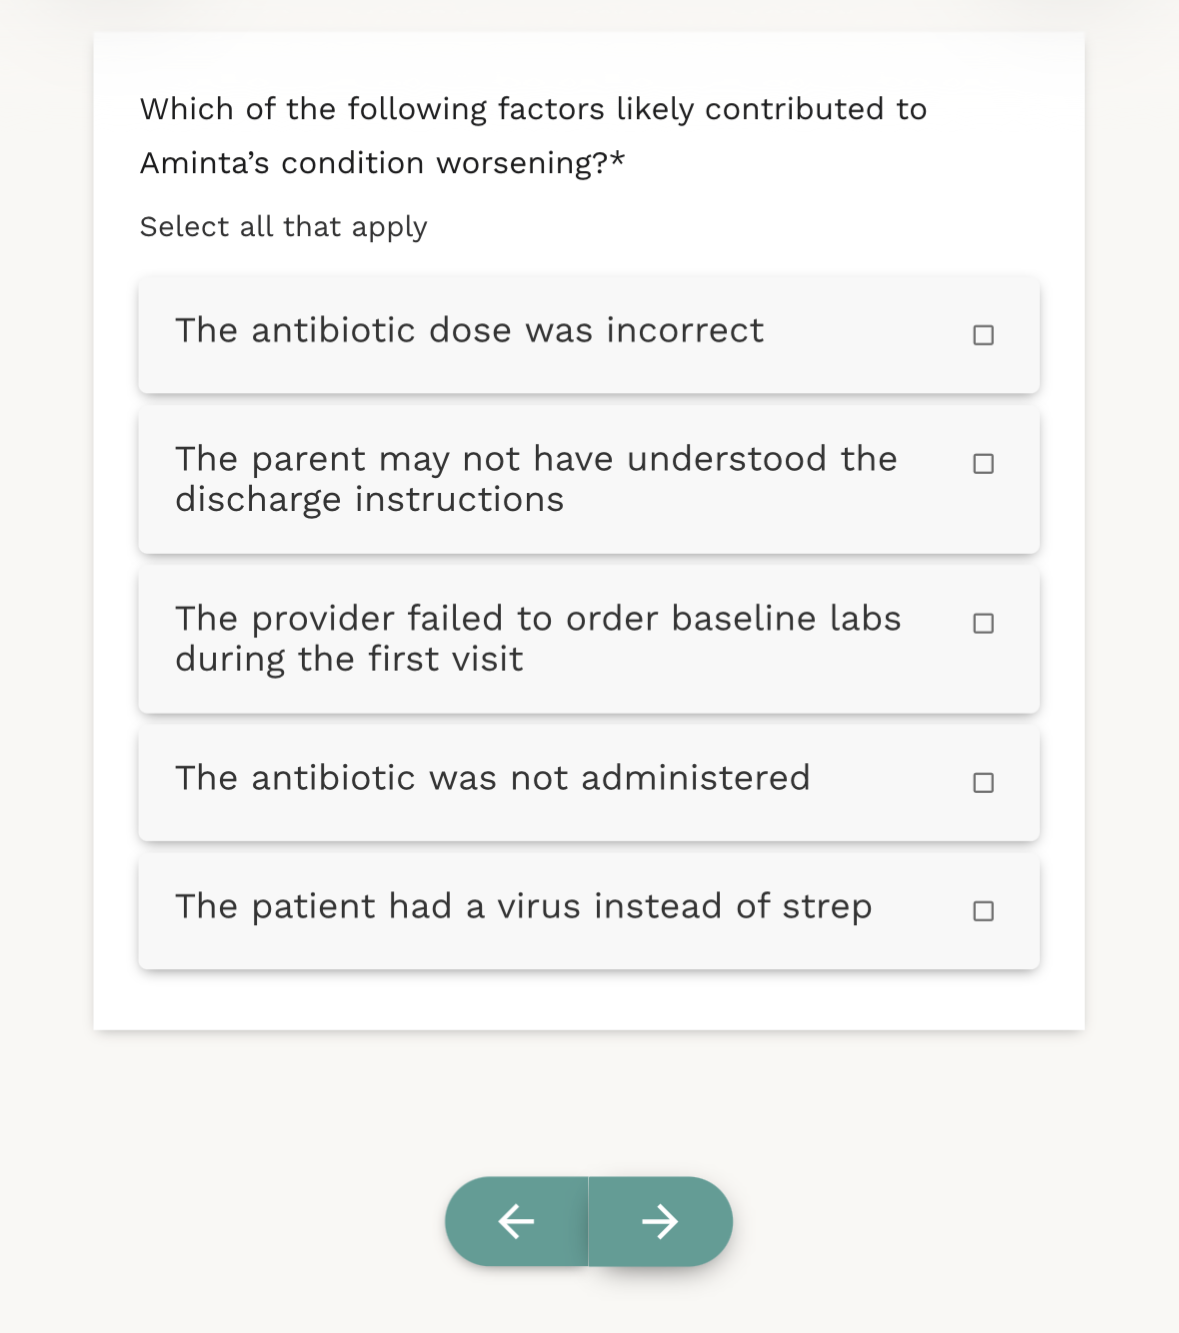 Which of the following factors likely contributed to
Aminta’s condition worsening?*
Select all that apply
The antibiotic dose was incorrect
The parent may not have understood the
discharge instructions
The provider failed to order baseline labs
during the first visit
The antibiotic was not administered
The patient had a virus instead of strep